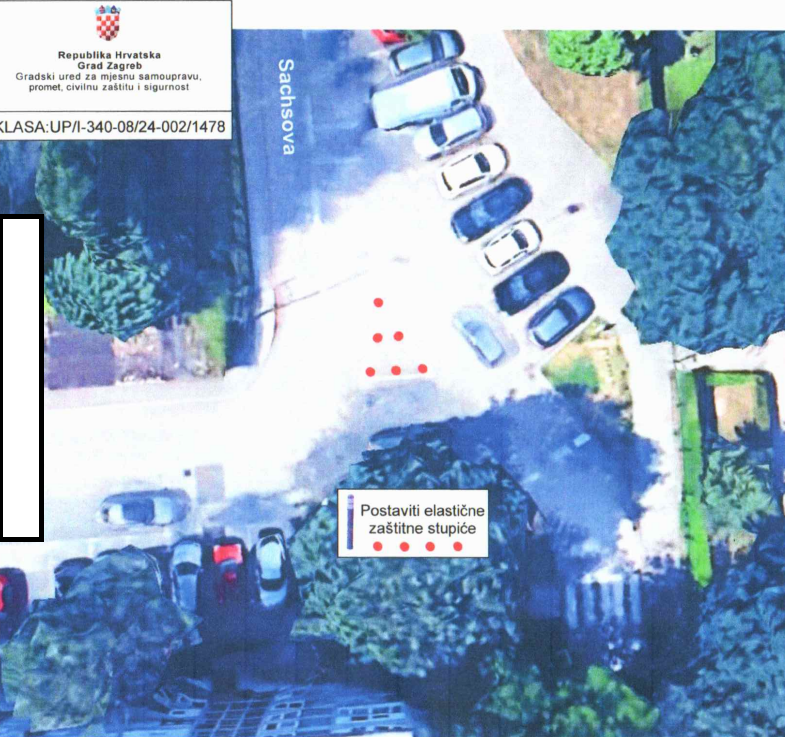 Republika Hrvatska
Grad Zagreb
Gradski ured za mjesnu samoupravu,
promet, civilnu zaštitu i sigurnost
KLASA:UP/I-340-08/24-002/1478
Sachsova
Postaviti elastične
zaštitne stupiće